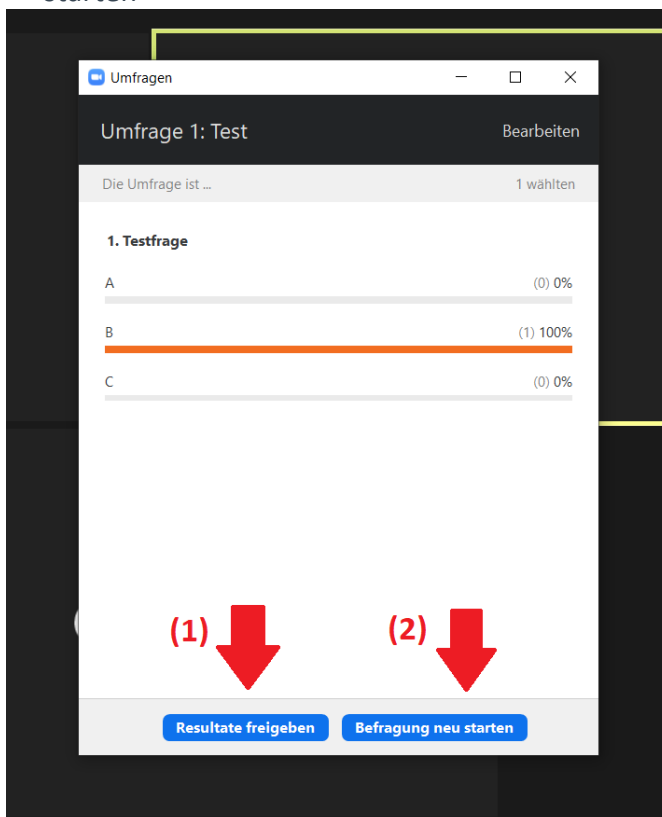 starten
Umfragen
Umfrage 1: Test Bearbeiten
Die Umfrage ist ... 1 wählten
1. Testfrage
A (0) 0%
B (1) 100%
C (0) 0%
(1) (2)
Resultate freigeben Befragung neu starten